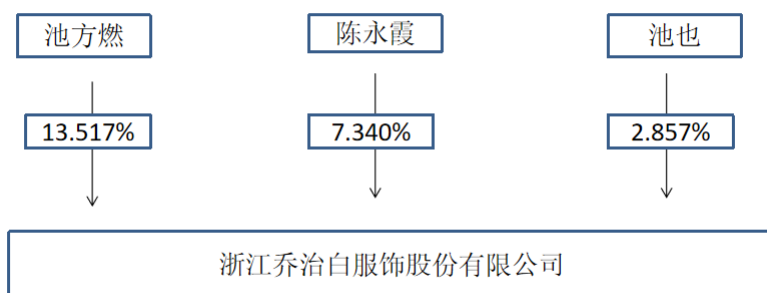 池方燃
陈永霞
池也
13.517%
7.340%
2.857%
浙江乔治白服饰股份有限公司